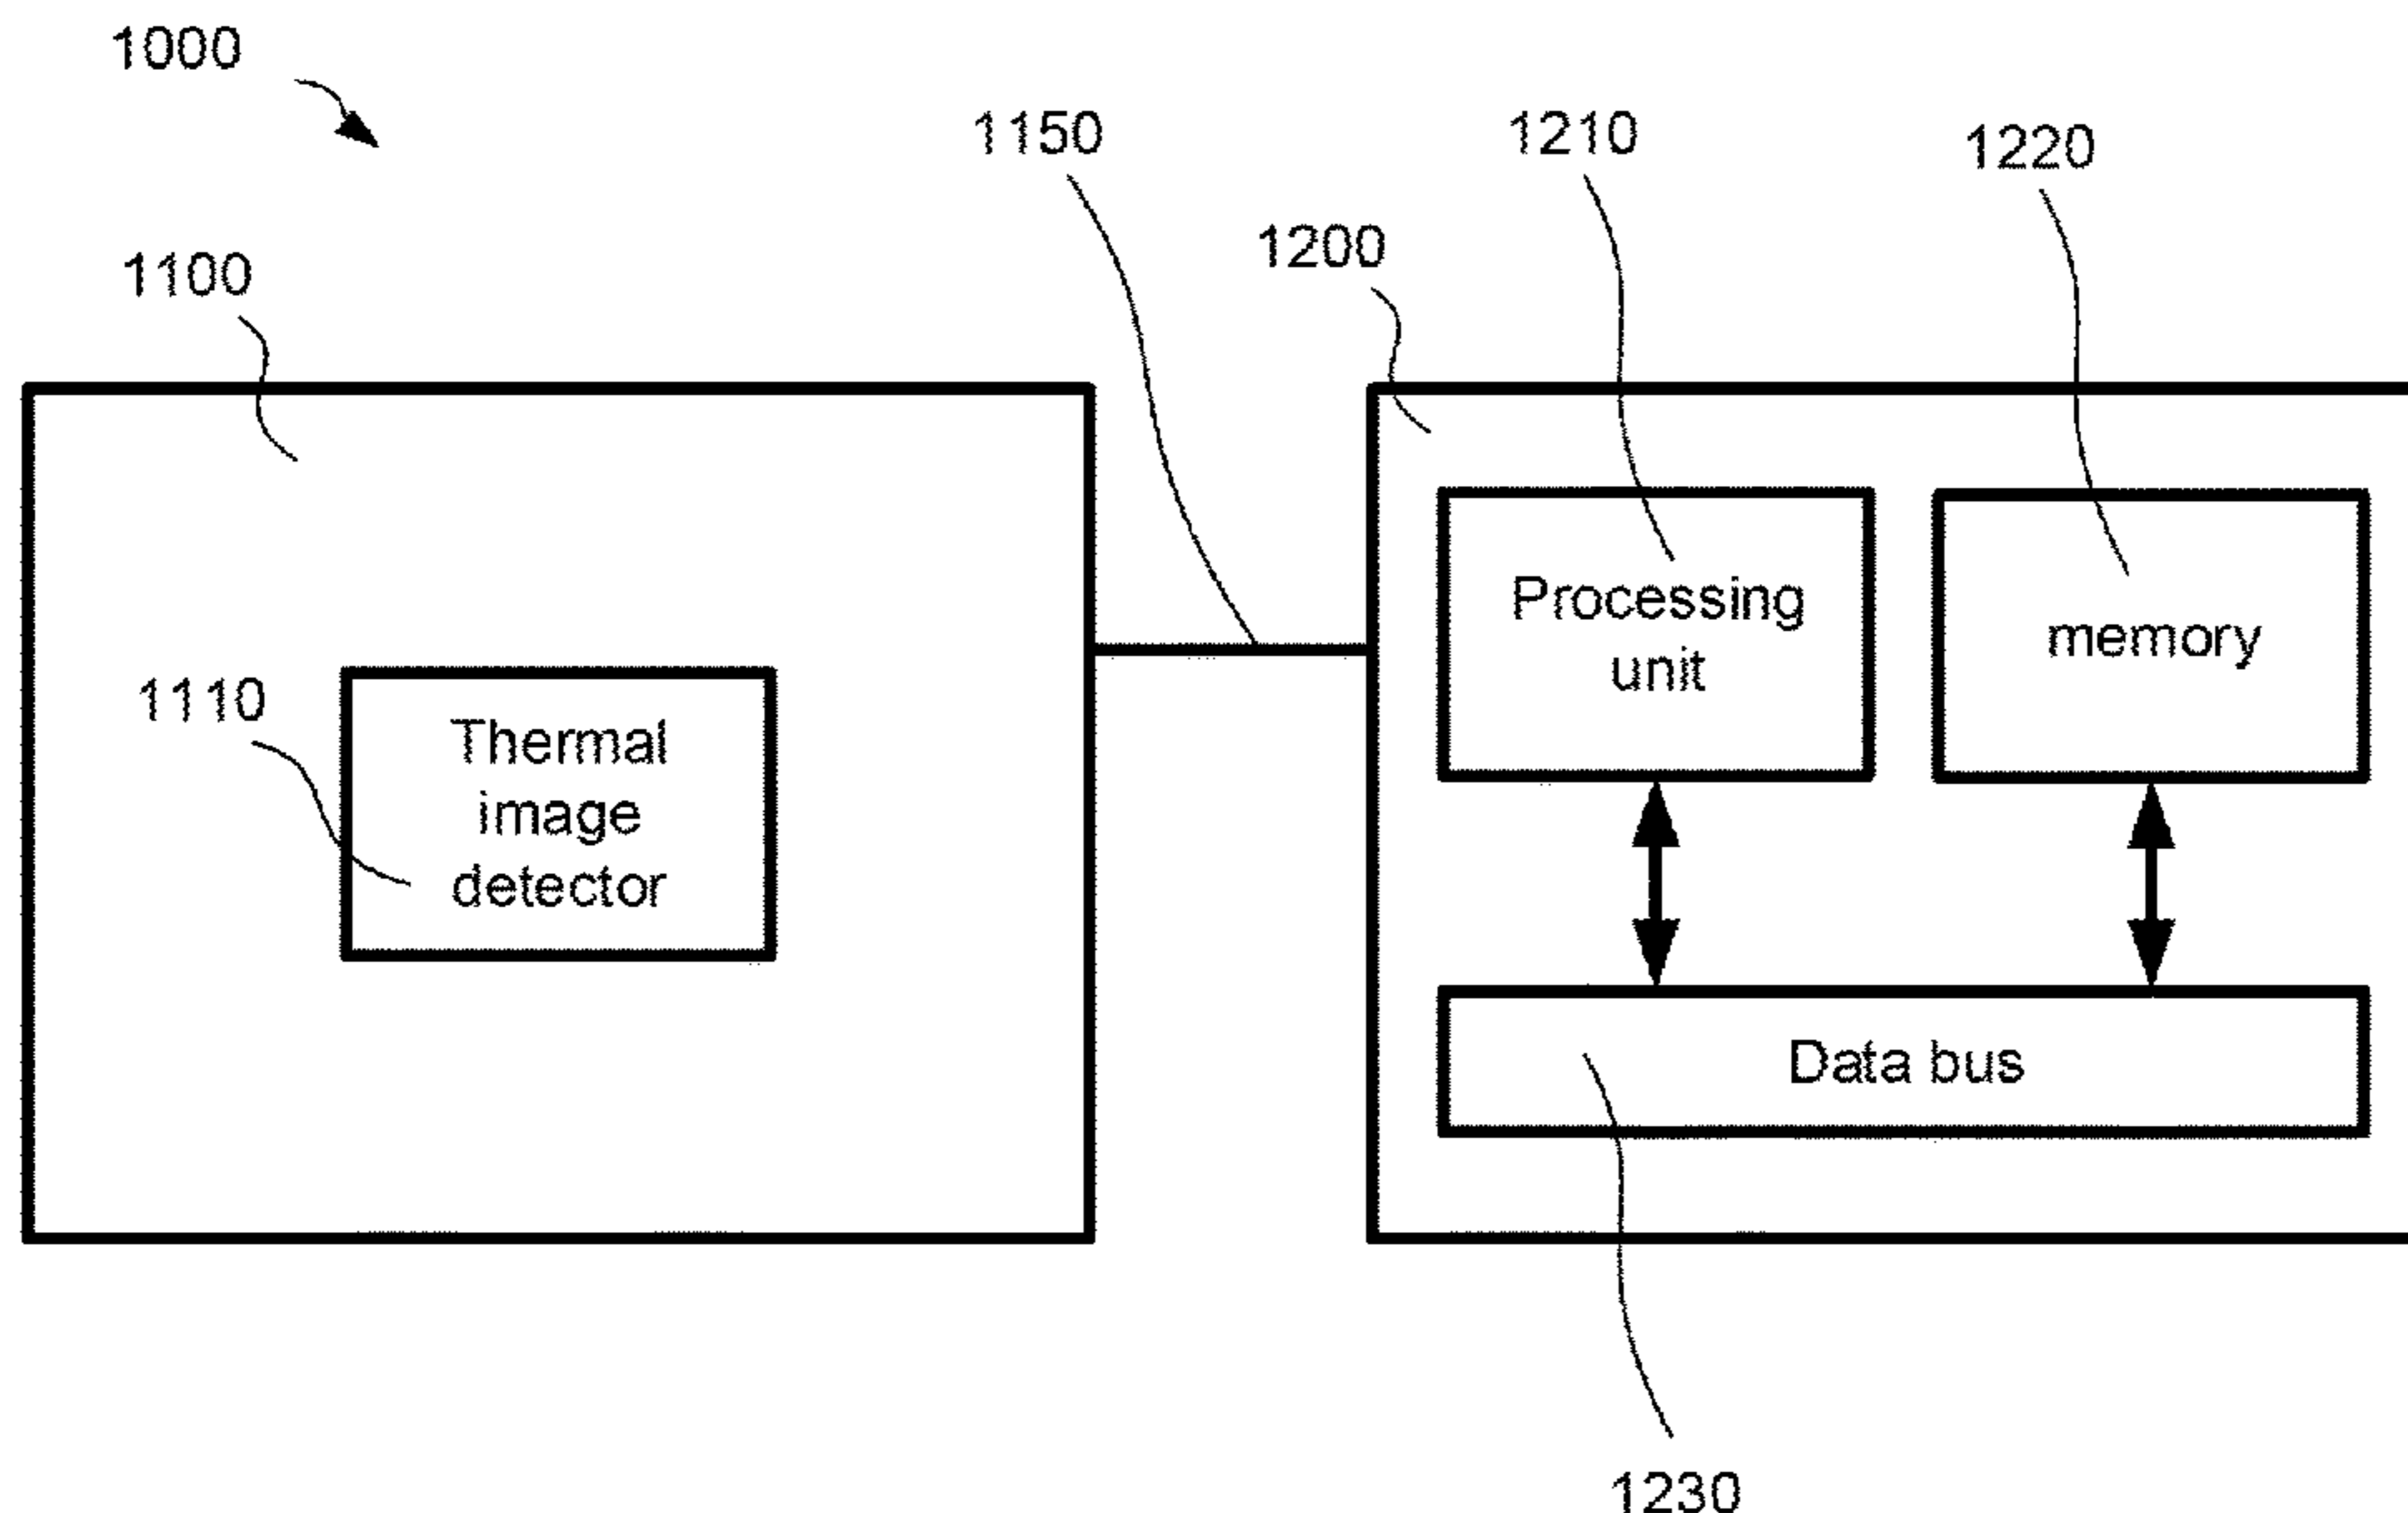 1000
1150
1210
1220
1200
1100
Processing
unit
memory
1110
Thermal
image
detector
Data bus
1230